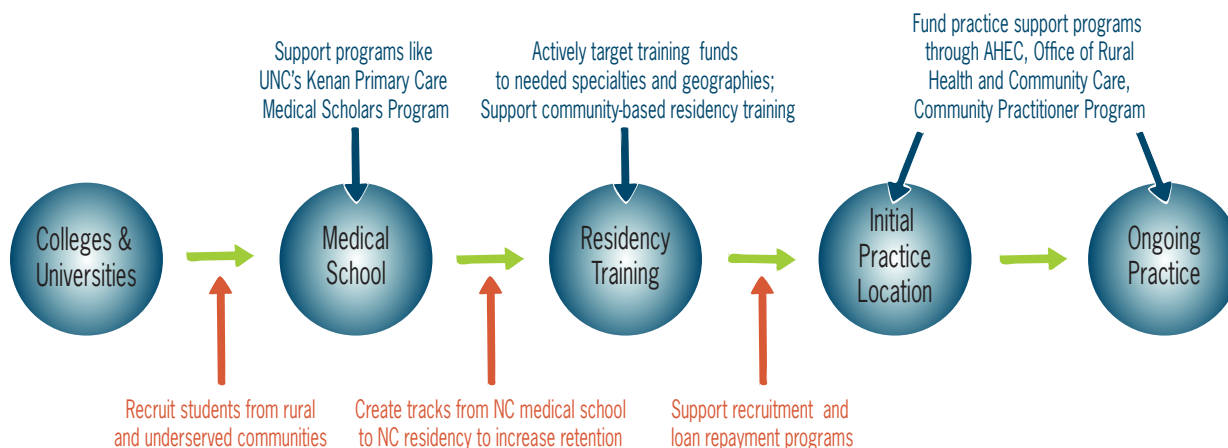 Support programs like
UNC's Kenan Primary Care
Medical Scholars Program
Actively target training funds
to needed specialties and geographies;
Support community-based residency training
Fund practice support programs
through AHEC, Office of Rural
Health and Community Care,
Community Practitioner Program
Colleges &
Universities
Medical
School
Residency
Training
Initial
Practice
Location
Ongoing
Practice
Recruit students from rural
and underserved communities
Create tracks from NC medical school
to NC residency to increase retention
Support recruitment and
loan repayment programs